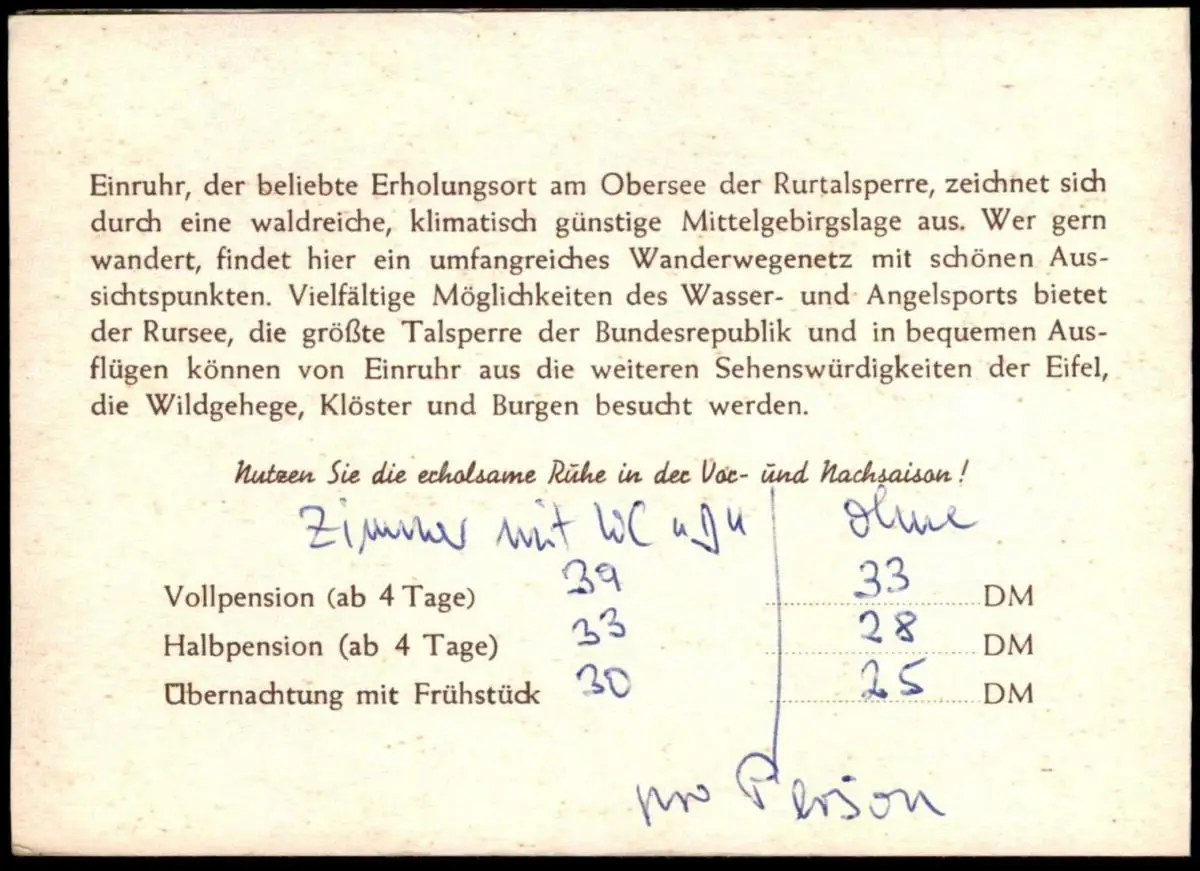 Einruhr, der beliebte Erholungsort am Obersee der Rurtalsperre, zeichnet sich
durch eine waldreiche, klimatisch günstige Mittelgebirgslage aus. Wer gern
wandert, findet hier ein umfangreiches Wanderwegenetz mit schönen Aus-
sichtspunkten. Vielfältige Möglichkeiten des Wasser- und Angelsports bietet
der Rursee, die größte Talsperre der Bundesrepublik und in bequemen Aus-
flügen können von Einruhr aus die weiteren Sehenswürdigkeiten der Eifel,
die Wildgehege, Klöster und Burgen besucht werden.
Nutzen Sie die erholsame Ruhe in der Vor- und Nachsaison!
Zimmer mit WC u Du ohne
Vollpension (ab 4 Tage) 39 33 DM
Halbpension (ab 4 Tage) 33 28 DM
Übernachtung mit Frühstück 30 25 DM
pro Person